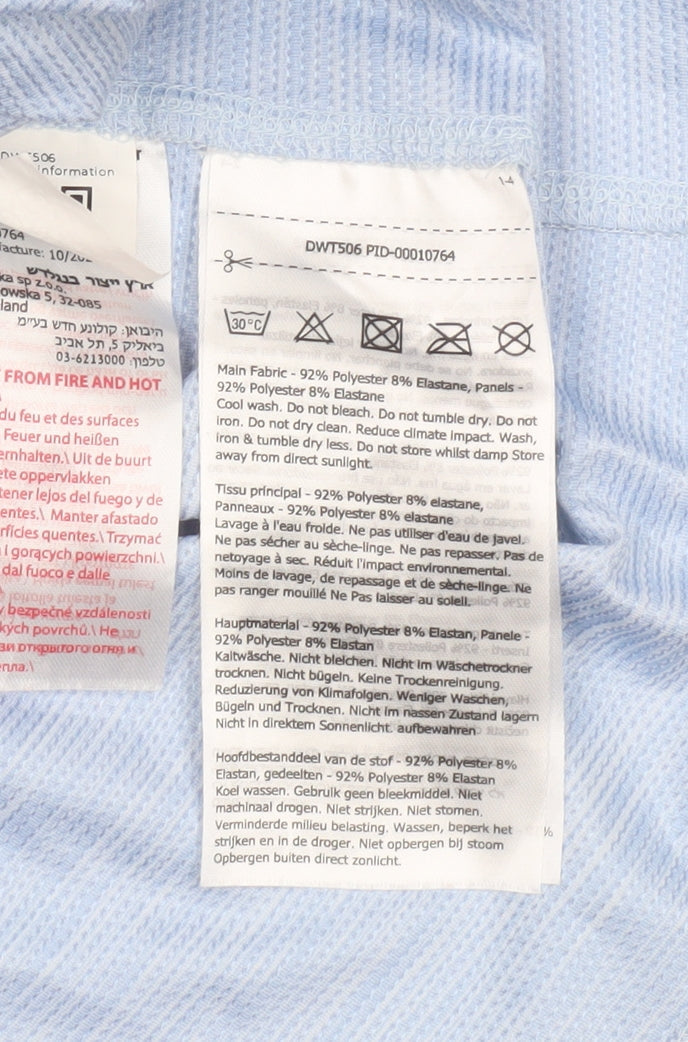 506
information
0764
ארץ ייצור בנגלדש
ka sp z.o.o.
owska 5, 32-085
land
היבואן: קולונע חדש בע״מ
ביאליק 5, תל אביב
טלפון: 03-6213000
FROM FIRE AND HOT
du feu et des surfaces
Feuer und heißen
ernhalten.\ Uit de buurt
ete oppervlakken
tener lejos del fuego y de
entes.\ Manter afastado
rfícies quentes.\ Trzymać
i gorących powierzchni.\
dal fuoco e dalle
bezpečné vzdálenosti
kých povrchů.\ Не
открытого огня и
14
DWT506 PID-00010764
30°C
Main Fabric - 92% Polyester 8% Elastane, Panels -
92% Polyester 8% Elastane
Cool wash. Do not bleach. Do not tumble dry. Do not
iron. Do not dry clean. Reduce climate impact. Wash,
iron & tumble dry less. Do not store whilst damp Store
away from direct sunlight.
Tissu principal - 92% Polyester 8% elastane,
Panneaux - 92% Polyester 8% elastane
Lavage à l'eau froide. Ne pas utiliser d'eau de javel.
Ne pas sécher au sèche-linge. Ne pas repasser. Pas de
netoyage à sec. Réduit l'impact environnemental.
Moins de lavage, de repassage et de sèche-linge. Ne
pas ranger mouillé Ne Pas laisser au soleil.
Hauptmaterial - 92% Polyester 8% Elastan, Panele -
92% Polyester 8% Elastan
Kaltwäsche. Nicht bleichen. Nicht im Wäschetrockner
trocknen. Nicht bügeln. Keine Trockenreinigung.
Reduzierung von Klimafolgen. Weniger Waschen,
Bügeln und Trocknen. Nicht im nassen Zustand lagern
Nicht in direktem Sonnenlicht. aufbewahren
Hoofdbestanddeel van de stof - 92% Polyester 8%
Elastan, gedeelten - 92% Polyester 8% Elastan
Koel wassen. Gebruik geen bleekmiddel. Niet
machinaal drogen. Niet strijken. Niet stomen.
Verminderde milieu belasting. Wassen, beperk het
strijken en in de droger. Niet opbergen bij stoom
Opbergen buiten direct zonlicht.